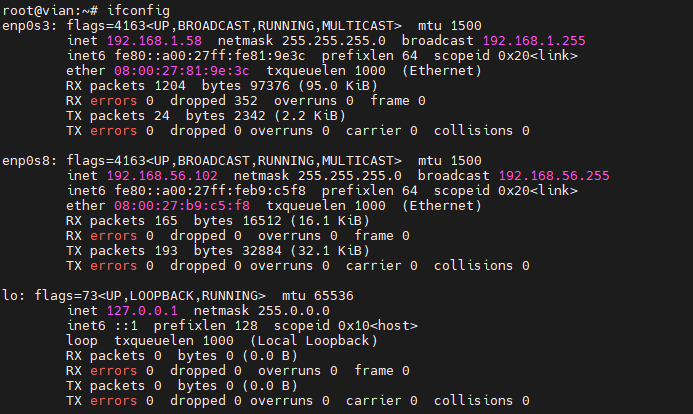 root@vian:~# ifconfig
enp0s3: flags=4163<UP,BROADCAST,RUNNING,MULTICAST>  mtu 1500
        inet 192.168.1.58  netmask 255.255.255.0  broadcast 192.168.1.255
        inet6 fe80::a00:27ff:fe81:9e3c  prefixlen 64  scopeid 0x20<link>
        ether 08:00:27:81:9e:3c  txqueuelen 1000  (Ethernet)
        RX packets 1204  bytes 97376 (95.0 KiB)
        RX errors 0  dropped 352  overruns 0  frame 0
        TX packets 24  bytes 2342 (2.2 KiB)
        TX errors 0  dropped 0 overruns 0  carrier 0  collisions 0

enp0s8: flags=4163<UP,BROADCAST,RUNNING,MULTICAST>  mtu 1500
        inet 192.168.56.102  netmask 255.255.255.0  broadcast 192.168.56.255
        inet6 fe80::a00:27ff:feb9:c5f8  prefixlen 64  scopeid 0x20<link>
        ether 08:00:27:b9:c5:f8  txqueuelen 1000  (Ethernet)
        RX packets 165  bytes 16512 (16.1 KiB)
        RX errors 0  dropped 0  overruns 0  frame 0
        TX packets 193  bytes 32884 (32.1 KiB)
        TX errors 0  dropped 0 overruns 0  carrier 0  collisions 0

lo: flags=73<UP,LOOPBACK,RUNNING>  mtu 65536
        inet 127.0.0.1  netmask 255.0.0.0
        inet6 ::1  prefixlen 128  scopeid 0x10<host>
        loop  txqueuelen 1000  (Local Loopback)
        RX packets 0  bytes 0 (0.0 B)
        RX errors 0  dropped 0  overruns 0  frame 0
        TX packets 0  bytes 0 (0.0 B)
        TX errors 0  dropped 0 overruns 0  carrier 0  collisions 0